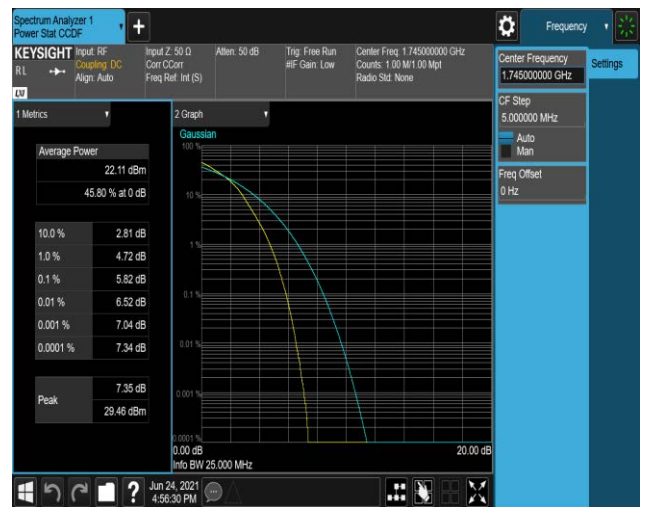 Spectrum Analyzer 1
Power Stat CCDF
Frequency
KEYSIGHT
RL
Input: RF
Coupling: DC
Align: Auto
Input Z: 50 Ω
Corr CCorr
Freq Ref: Int (S)
Atten: 50 dB
Trig: Free Run
#IF Gain: Low
Center Freq: 1.745000000 GHz
Counts: 1.00 M/1.00 Mpt
Radio Std: None
LXI
Center Frequency
1.745000000 GHz
Settings
CF Step
5.000000 MHz
Auto
Man
Freq Offset
0 Hz
1 Metrics
Average Power
22.11 dBm
45.80 % at 0 dB
10.0 % 2.81 dB
1.0 % 4.72 dB
0.1 % 5.82 dB
0.01 % 6.52 dB
0.001 % 7.04 dB
0.0001 % 7.34 dB
Peak
7.35 dB
29.46 dBm
2 Graph
Gaussian
100 %
10 %
1 %
0.1 %
0.01 %
0.001 %
0.0001 %
0.00 dB
20.00 dB
Info BW 25.000 MHz
?
Jun 24, 2021
4:56:30 PM